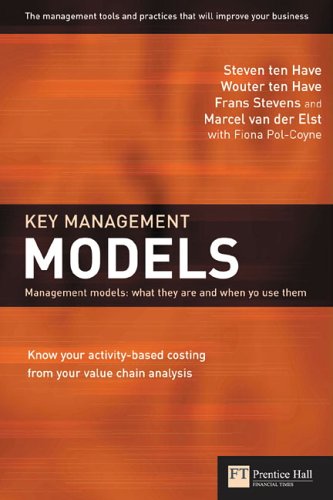 The management tools and practices that will improve your business
Steven ten Have
Wouter ten Have
Frans Stevens and
Marcel van der Elst
with Fiona Pol-Coyne
KEY MANAGEMENT
MODELS
Management models: what they are and when yo use them
Know your activity-based costing
from your value chain analysis
FT Prentice Hall
FINANCIAL TIMES